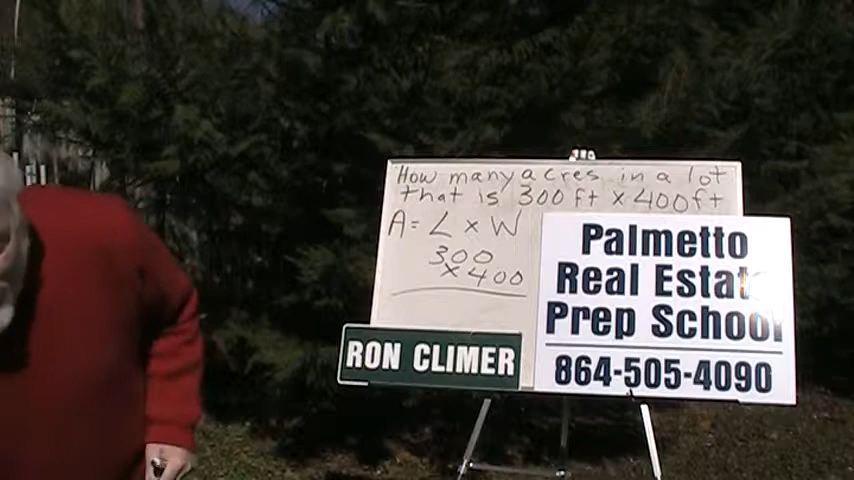 How many acres in a lot
that is 300 ft x 400 ft
A = L x W
300
x 400
Palmetto
Real Estate
Prep School
864-505-4090
RON CLIMER